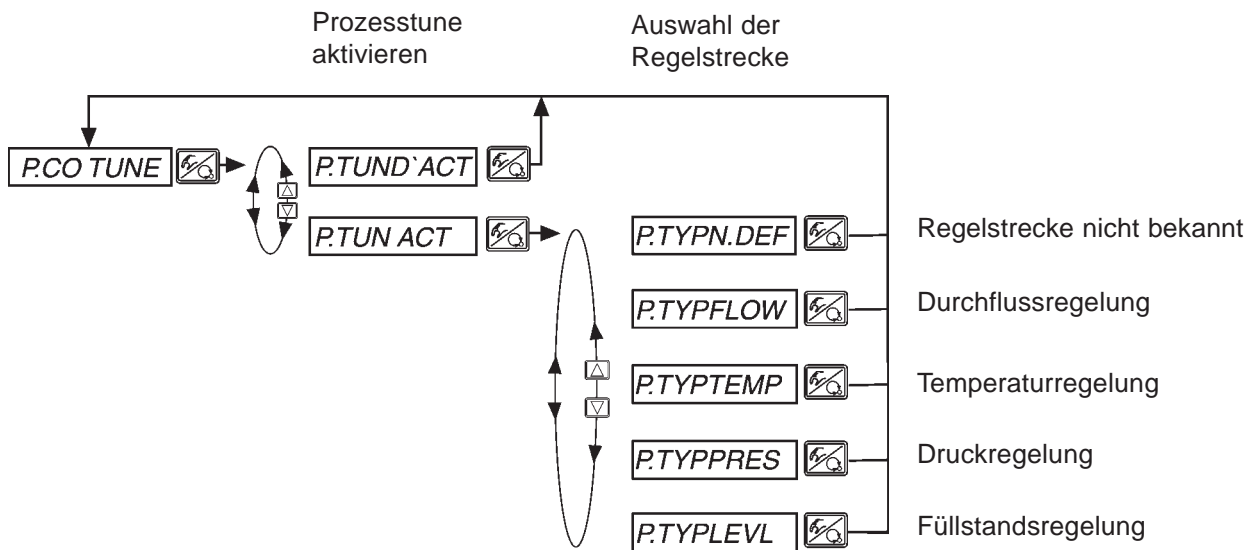 Prozesstune
aktivieren
Auswahl der
Regelstrecke
P.CO TUNE
P.TUND`ACT
P.TUN ACT
P.TYPN.DEF
Regelstrecke nicht bekannt
P.TYPFLOW
Durchflussregelung
P.TYPTEMP
Temperaturregelung
P.TYPPRES
Druckregelung
P.TYPLEVL
Füllstandsregelung